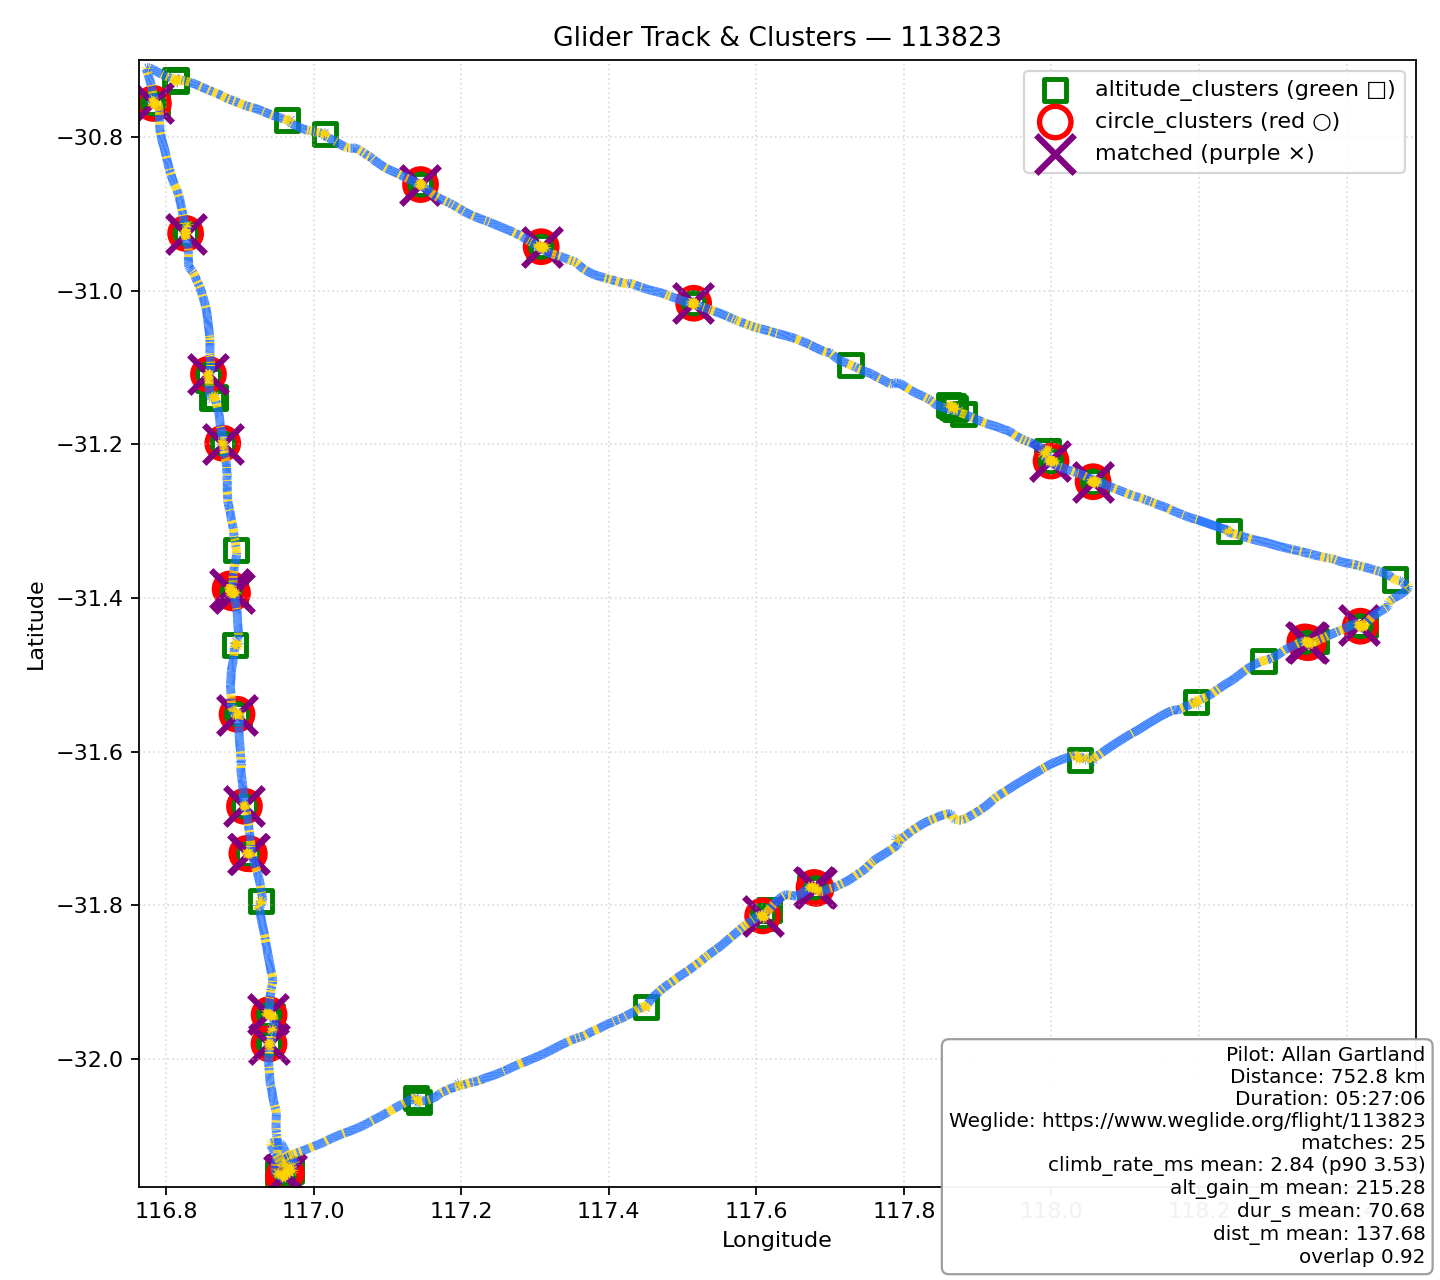 Glider Track & Clusters — 113823
altitude_clusters (green □)
circle_clusters (red ○)
matched (purple ×)
−30.8
−31.0
−31.2
−31.4
−31.6
−31.8
−32.0
Latitude
116.8
117.0
117.2
117.4
117.6
117.8
118.0
118.2
Longitude
Pilot: Allan Gartland
Distance: 752.8 km
Duration: 05:27:06
Weglide: https://www.weglide.org/flight/113823
matches: 25
climb_rate_ms mean: 2.84 (p90 3.53)
alt_gain_m mean: 215.28
dur_s mean: 70.68
dist_m mean: 137.68
overlap 0.92